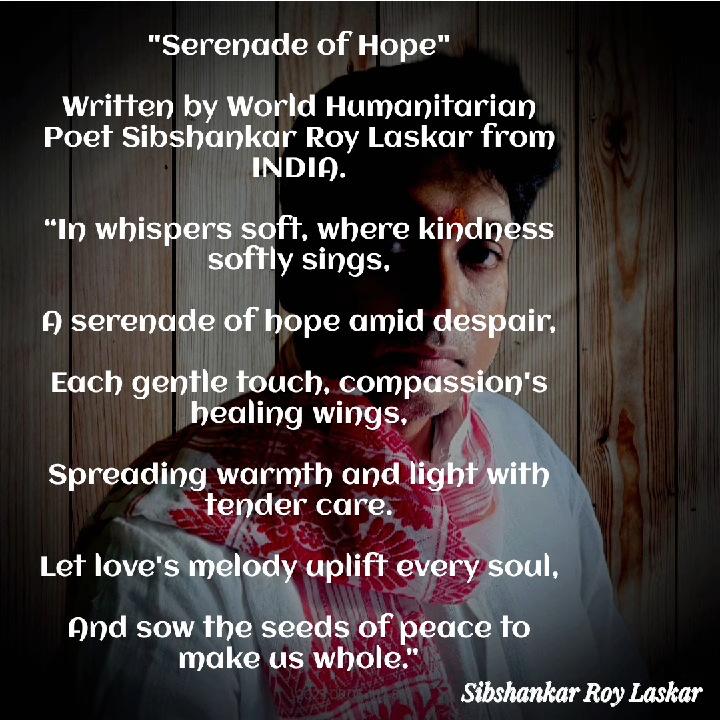 "Serenade of Hope"
Written by World Humanitarian
Poet Sibshankar Roy Laskar from
INDIA.
“In whispers soft, where kindness
softly sings,
A serenade of hope amid despair,
Each gentle touch, compassion's
healing wings,
Spreading warmth and light with
tender care.
Let love's melody uplift every soul,
And sow the seeds of peace to
make us whole.”
Sibshankar Roy Laskar